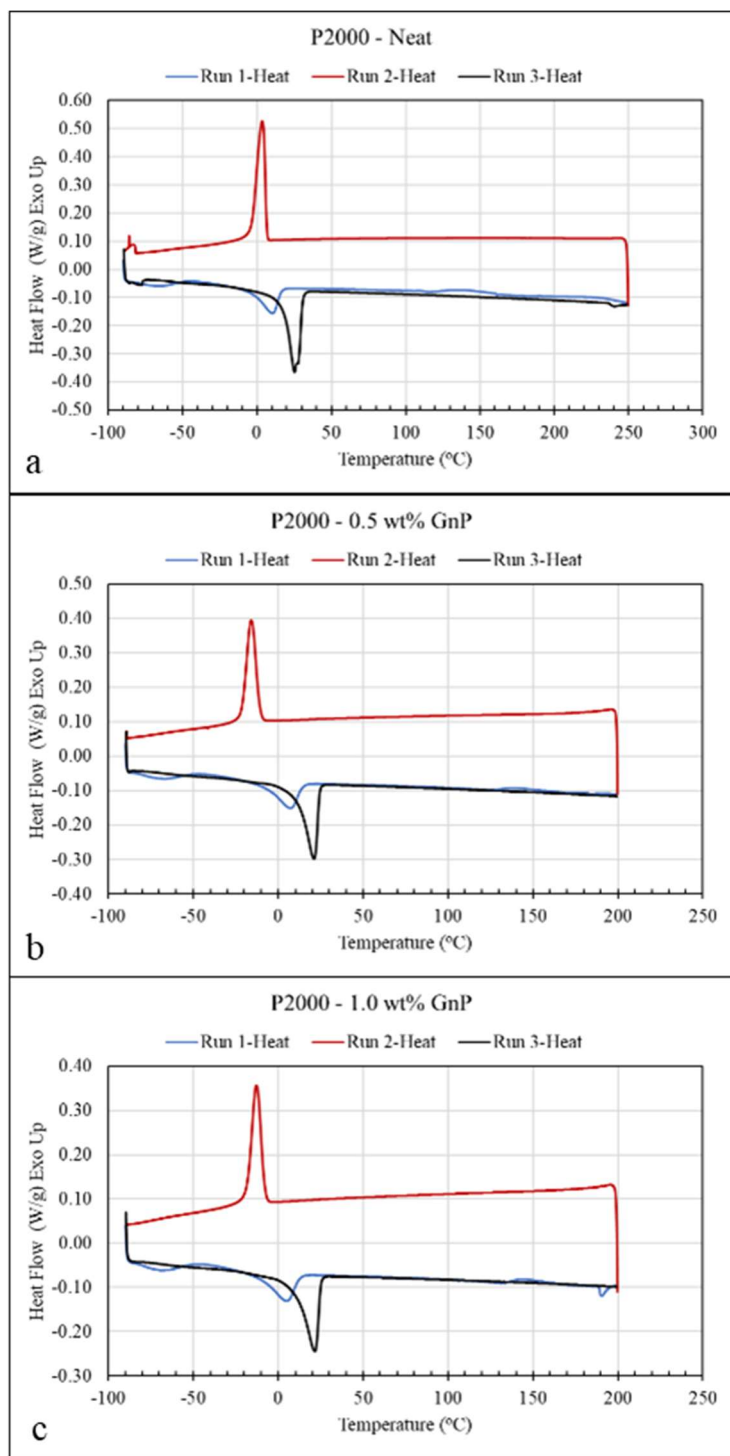 P2000 - Neat
Run 1-Heat Run 2-Heat Run 3-Heat
0.60
0.50
0.40
0.30
0.20
0.10
0.00
-0.10
-0.20
-0.30
-0.40
-0.50
Heat Flow (W/g) Exo Up
-100 -50 0 50 100 150 200 250 300
Temperature (°C)
a
P2000 - 0.5 wt% GnP
Run 1-Heat Run 2-Heat Run 3-Heat
0.50
0.40
0.30
0.20
0.10
0.00
-0.10
-0.20
-0.30
-0.40
Heat Flow (W/g) Exo Up
-100 -50 0 50 100 150 200 250
Temperature (°C)
b
P2000 - 1.0 wt% GnP
Run 1-Heat Run 2-Heat Run 3-Heat
0.40
0.30
0.20
0.10
0.00
-0.10
-0.20
-0.30
Heat Flow (W/g) Exo Up
-100 -50 0 50 100 150 200 250
Temperature (°C)
c